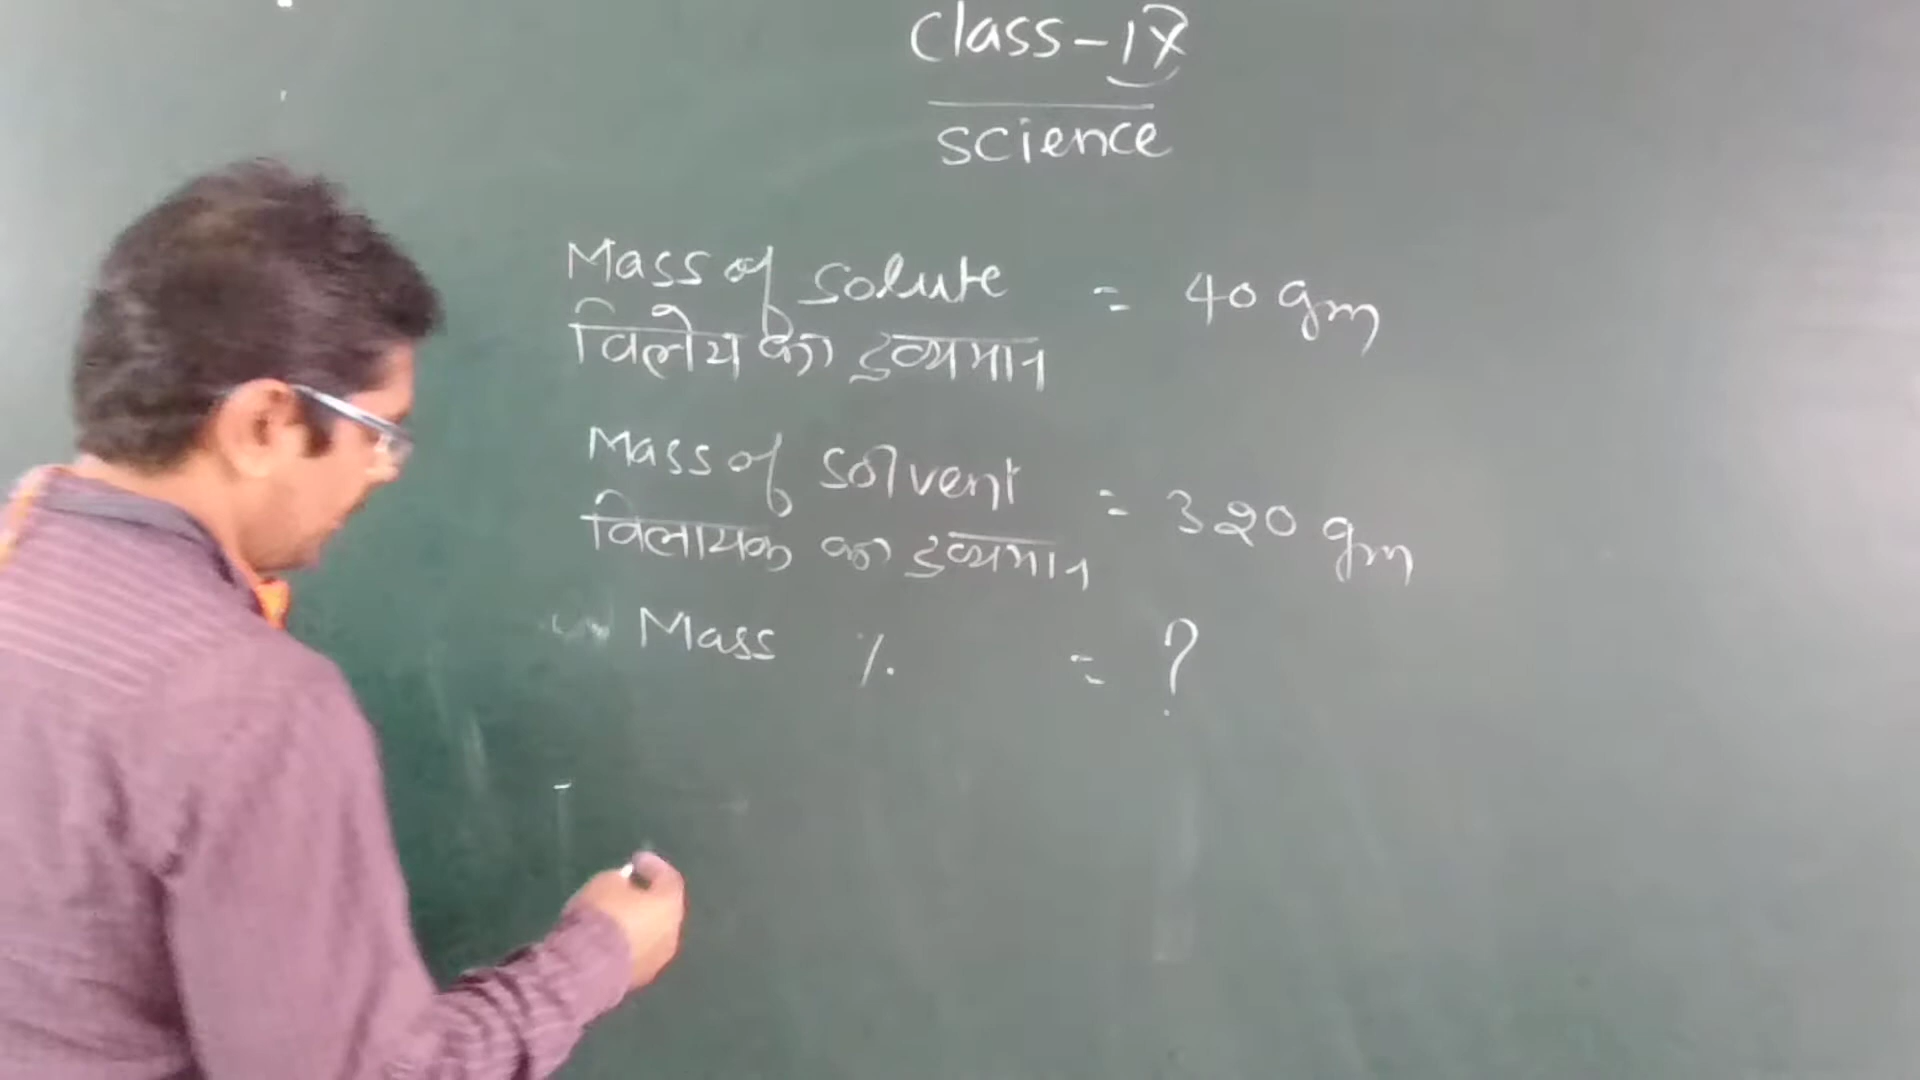 Class-IX
Science
Mass of solute = 40 gm
विलेय का द्रव्यमान
Mass of solvent = 320 gm
विलायक का द्रव्यमान
Mass % = ?